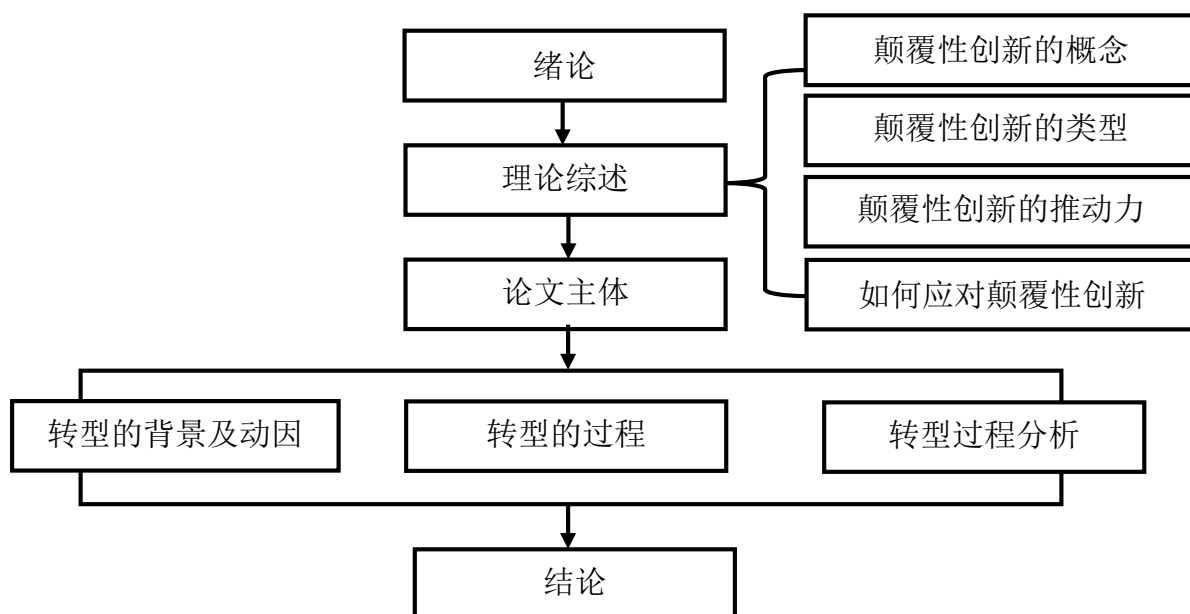 绪论
理论综述
论文主体
颠覆性创新的概念
颠覆性创新的类型
颠覆性创新的推动力
如何应对颠覆性创新
转型的背景及动因
转型的过程
转型过程分析
结论